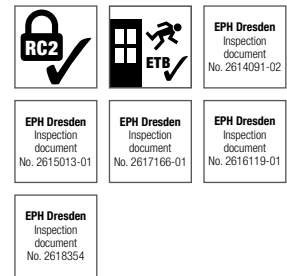 RC2
ETB
EPH Dresden
Inspection
document
No. 2614091-02
EPH Dresden
Inspection
document
No. 2615013-01
EPH Dresden
Inspection
document
No. 2617166-01
EPH Dresden
Inspection
document
No. 2616119-01
EPH Dresden
Inspection
document
No. 2618354